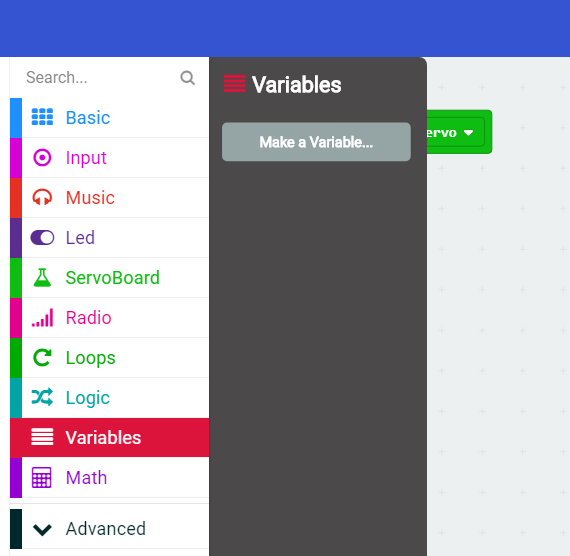 Search...
Variables
Basic
Make a Variable...
ervo
Input
Music
Led
ServoBoard
Radio
Loops
Logic
Variables
Math
Advanced